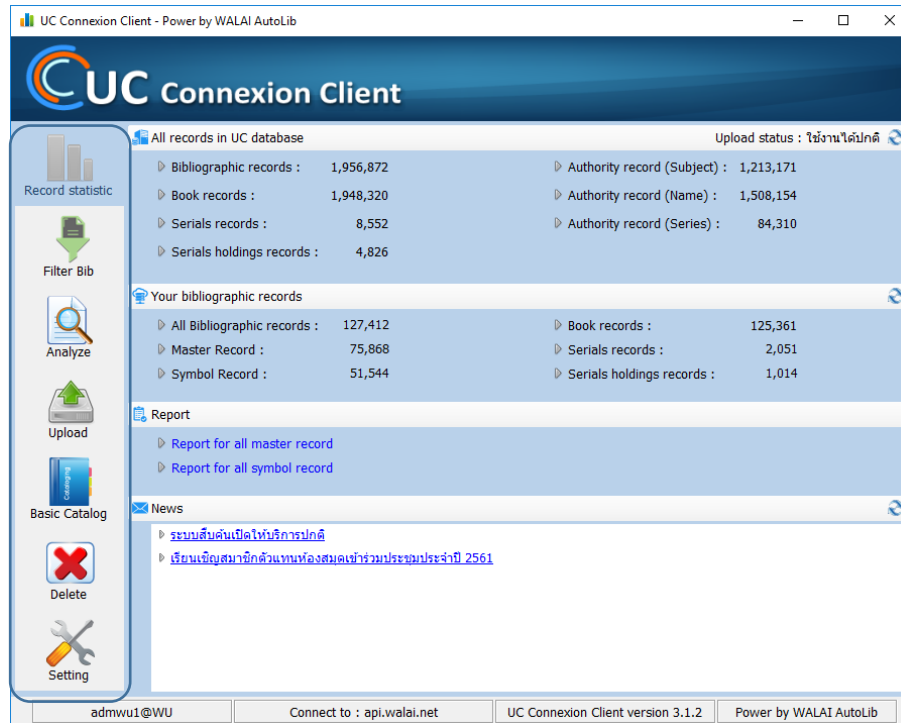 UC Connexion Client - Power by WALAI AutoLib
UC Connexion Client
Record statistic
Filter Bib
Analyze
Upload
Cataloging
Basic Catalog
Delete
Setting
All records in UC database Upload status : ใช้งานได้ปกติ
Bibliographic records : 1,956,872 Authority record (Subject) : 1,213,171
Book records : 1,948,320 Authority record (Name) : 1,508,154
Serials records : 8,552 Authority record (Series) : 84,310
Serials holdings records : 4,826
Your bibliographic records
All Bibliographic records : 127,412 Book records : 125,361
Master Record : 75,868 Serials records : 2,051
Symbol Record : 51,544 Serials holdings records : 1,014
Report
Report for all master record
Report for all symbol record
News
ระบบสืบค้นเปิดให้บริการปกติ
เรียนเชิญสมาชิกตัวแทนห้องสมุดเข้าร่วมประชุมประจำปี 2561
admwu1@WU Connect to : api.walai.net UC Connexion Client version 3.1.2 Power by WALAI AutoLib